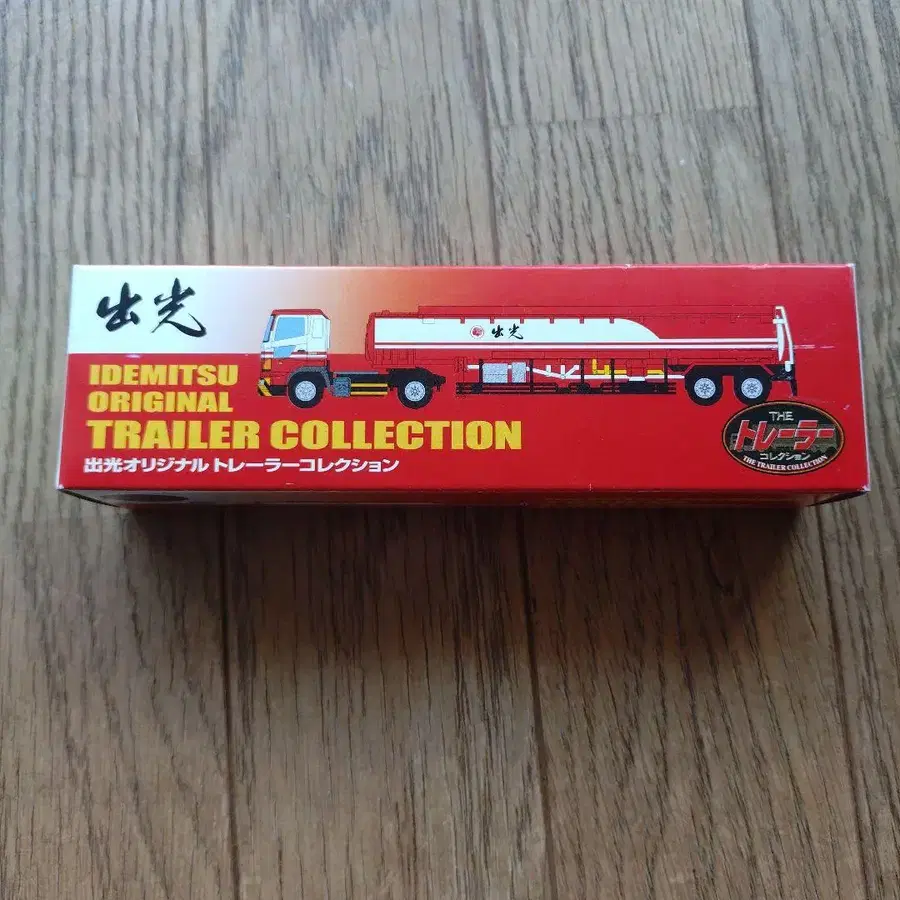 出光
IDEMITSU
ORIGINAL
TRAILER COLLECTION
出光オリジナル トレーラーコレクション
出光
THE
トレーラー
コレクション
THE TRAILER COLLECTION